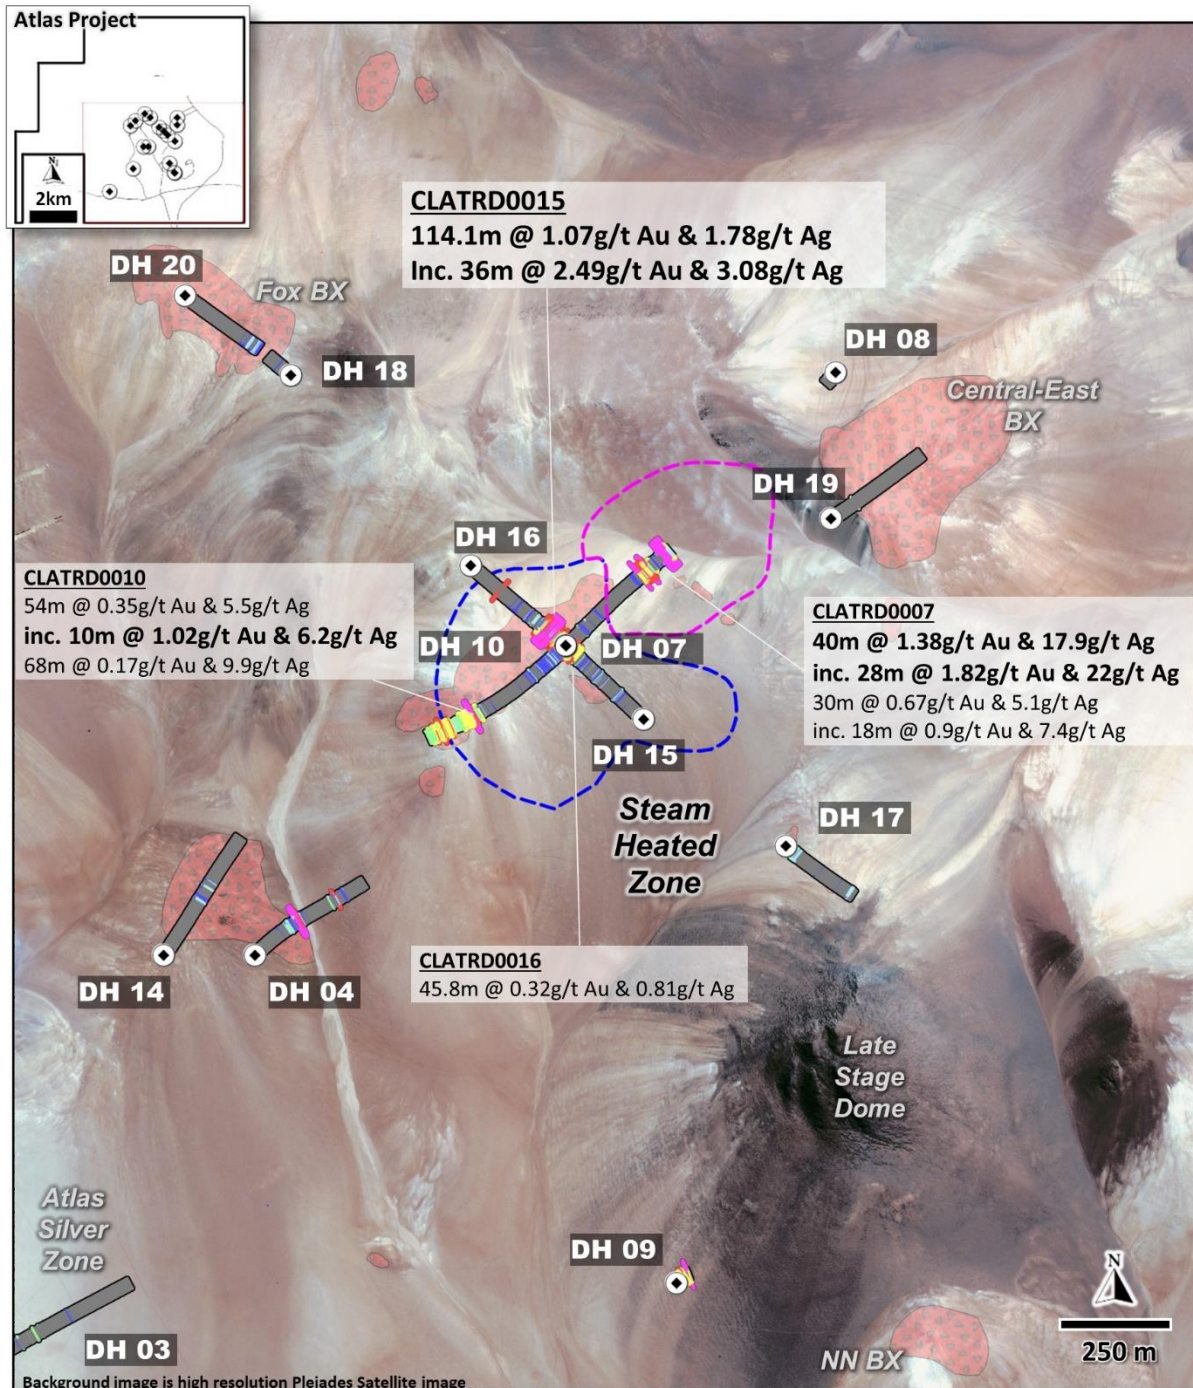 Atlas Project
N
2km
CLATRD0015
114.1m @ 1.07g/t Au & 1.78g/t Ag
Inc. 36m @ 2.49g/t Au & 3.08g/t Ag
DH 20
Fox BX
DH 18
DH 08
Central-East
BX
DH 19
DH 16
CLATRD0010
54m @ 0.35g/t Au & 5.5g/t Ag
inc. 10m @ 1.02g/t Au & 6.2g/t Ag
68m @ 0.17g/t Au & 9.9g/t Ag
DH 10
DH 07
CLATRD0007
40m @ 1.38g/t Au & 17.9g/t Ag
inc. 28m @ 1.82g/t Au & 22g/t Ag
30m @ 0.67g/t Au & 5.1g/t Ag
inc. 18m @ 0.9g/t Au & 7.4g/t Ag
DH 15
Steam
Heated
Zone
DH 17
DH 14
DH 04
CLATRD0016
45.8m @ 0.32g/t Au & 0.81g/t Ag
Late
Stage
Dome
Atlas
Silver
Zone
DH 09
DH 03
NN BX
N
250 m
Background image is high resolution Pleiades Satellite image